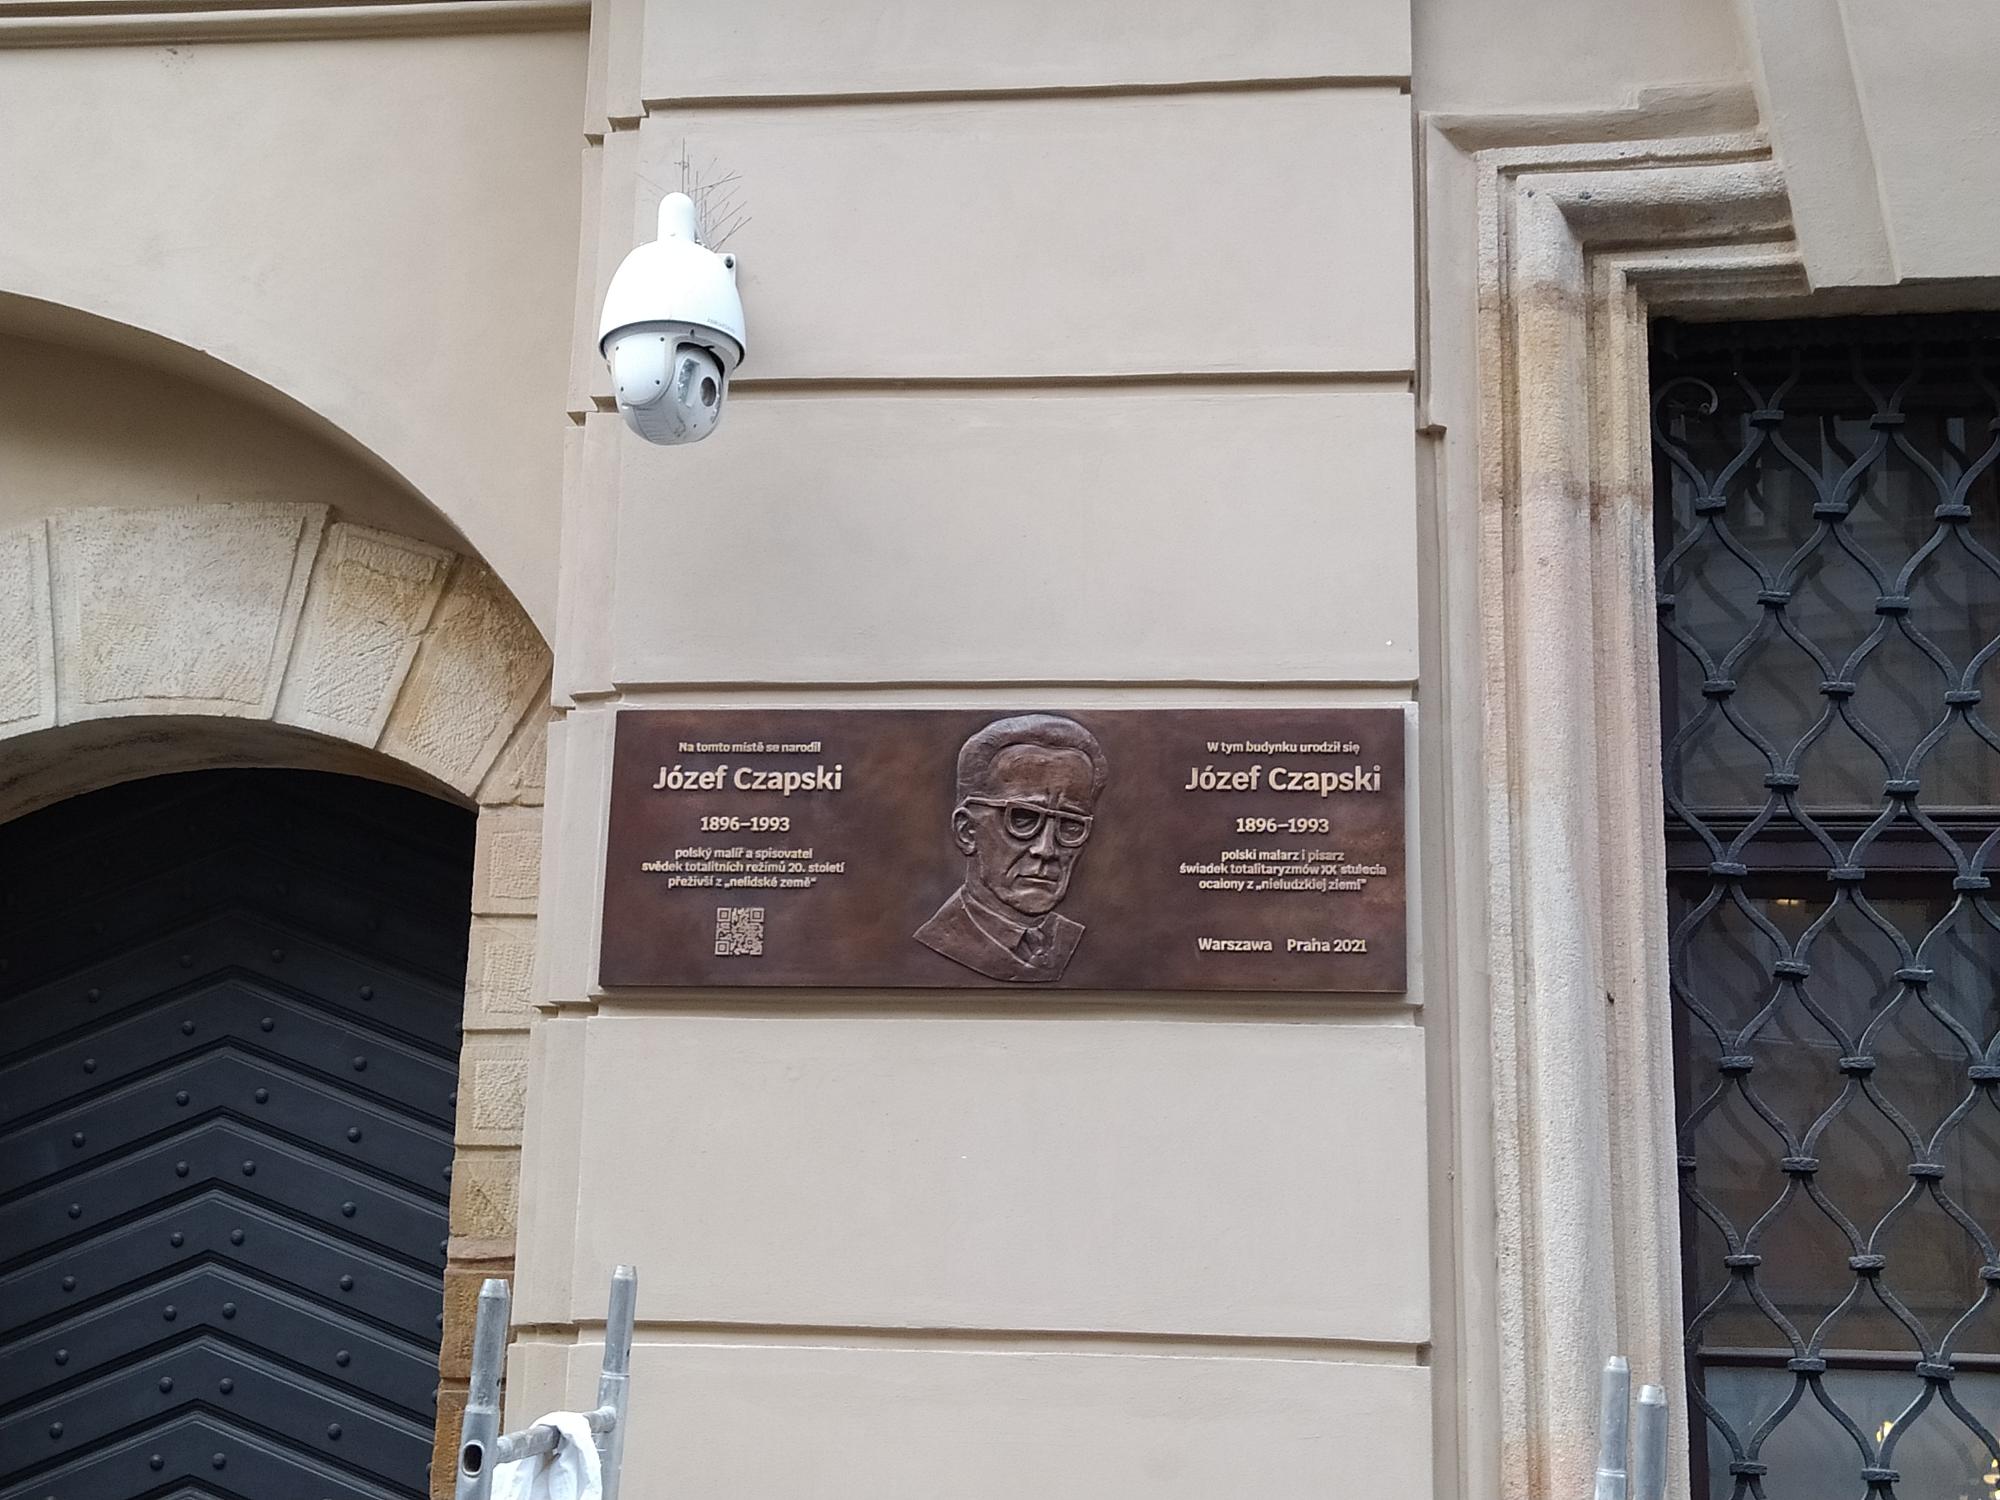 Na tomto místě se narodil
Józef Czapski
1896–1993
polský malíř a spisovatel
svědek totalitních režimů 20. století
přeživší z „nelidské země“
W tym budynku urodził się
Józef Czapski
1896–1993
polski malarz i pisarz
świadek totalitaryzmów XX stulecia
ocalony z „nieludzkiej ziemi”
Warszawa Praha 2021